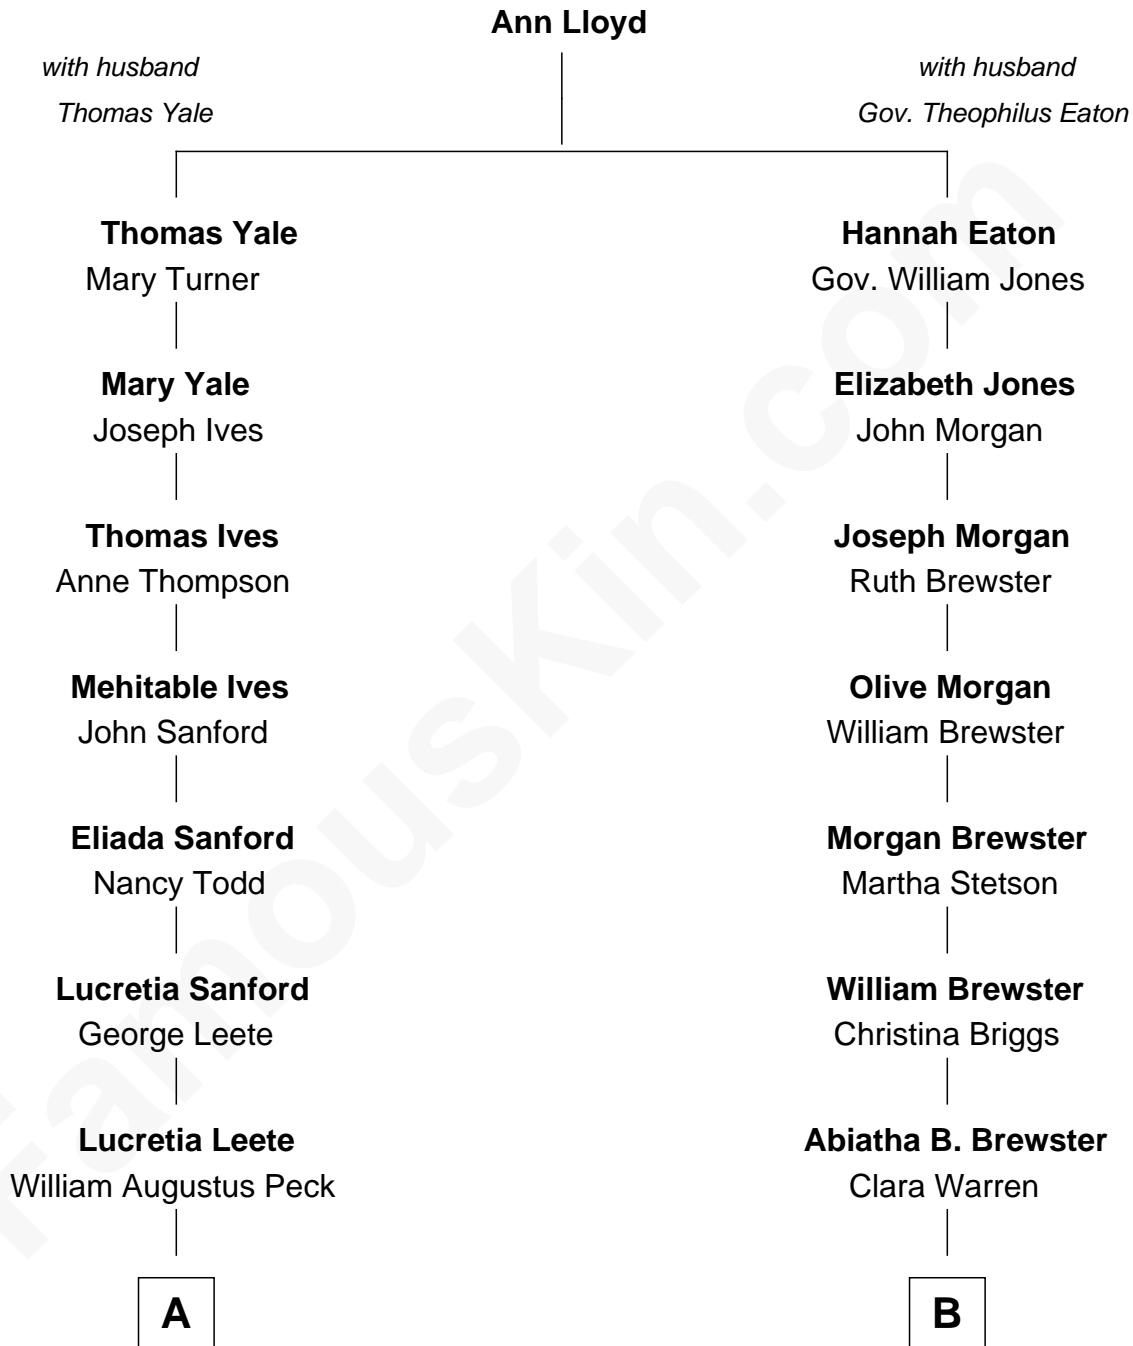 Ann Lloyd
with husband
Thomas Yale
with husband
Gov. Theophilus Eaton
Thomas Yale
Mary Turner
Hannah Eaton
Gov. William Jones
Mary Yale
Joseph Ives
Elizabeth Jones
John Morgan
Thomas Ives
Anne Thompson
Joseph Morgan
Ruth Brewster
Mehitable Ives
John Sanford
Olive Morgan
William Brewster
Eliada Sanford
Nancy Todd
Morgan Brewster
Martha Stetson
Lucretia Sanford
George Leete
William Brewster
Christina Briggs
Lucretia Leete
William Augustus Peck
Abiatha B. Brewster
Clara Warren
A
B
FamousKin.com